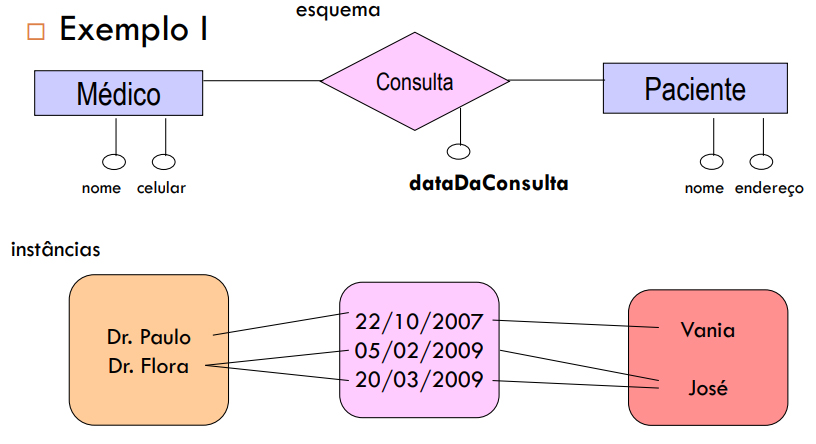 esquema
Exemplo I
Médico
Consulta
Paciente
nome celular
dataDaConsulta
nome endereço
instâncias
Dr. Paulo
Dr. Flora
22/10/2007
05/02/2009
20/03/2009
Vania
José